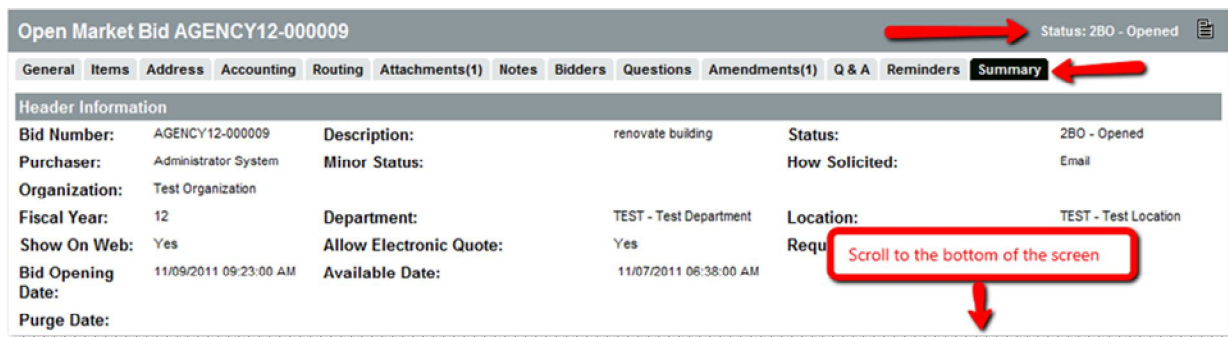 Open Market Bid AGENCY12-000009 Status: 2BO - Opened
General Items Address Accounting Routing Attachments(1) Notes Bidders Questions Amendments(1) Q & A Reminders Summary
Header Information
Bid Number: AGENCY12-000009 Description: renovate building Status: 2BO - Opened
Purchaser: Administrator System Minor Status: How Solicited: Email
Organization: Test Organization
Fiscal Year: 12 Department: TEST - Test Department Location: TEST - Test Location
Show On Web: Yes Allow Electronic Quote: Yes
Scroll to the bottom of the screen
Bid Opening Date: 11/09/2011 09:23:00 AM Available Date: 11/07/2011 06:38:00 AM
Purge Date: